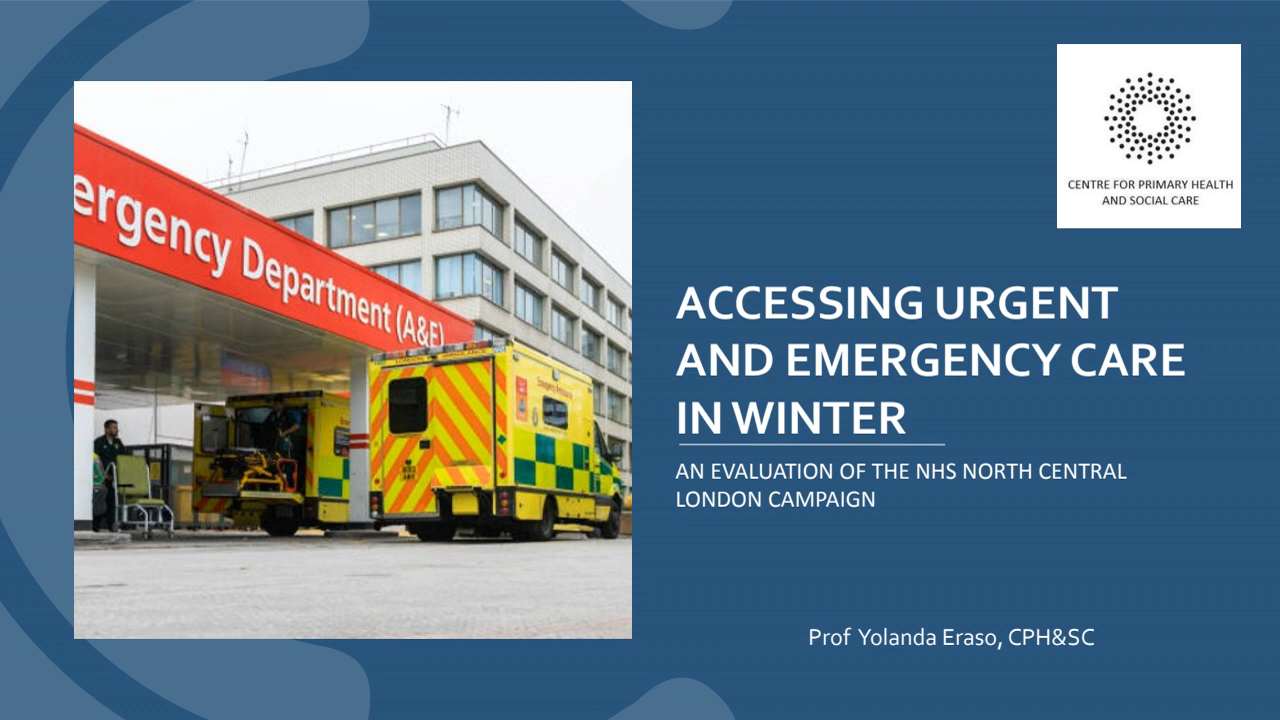 CENTRE FOR PRIMARY HEALTH
AND SOCIAL CARE
ergency Department (A&E)
ACCESSING URGENT
AND EMERGENCY CARE
IN WINTER
AN EVALUATION OF THE NHS NORTH CENTRAL
LONDON CAMPAIGN
Prof Yolanda Eraso, CPH&SC